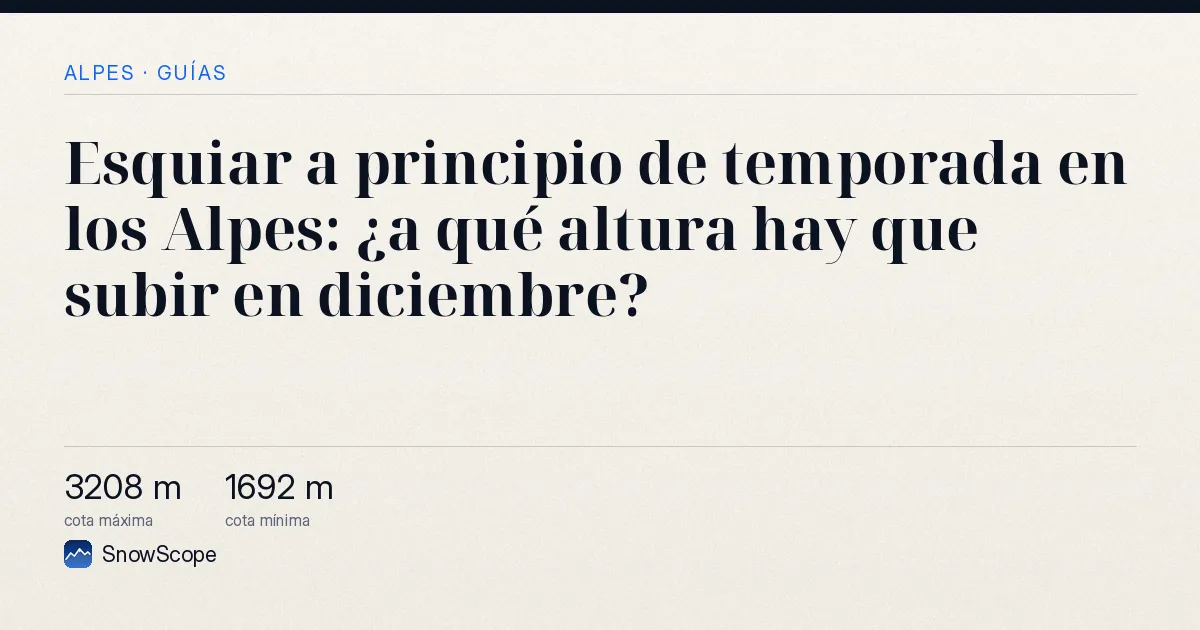 ALPES · GUÍAS
Esquiar a principio de temporada en
los Alpes: ¿a qué altura hay que
subir en diciembre?
3208 m 1692 m
cota máxima cota mínima
SnowScope